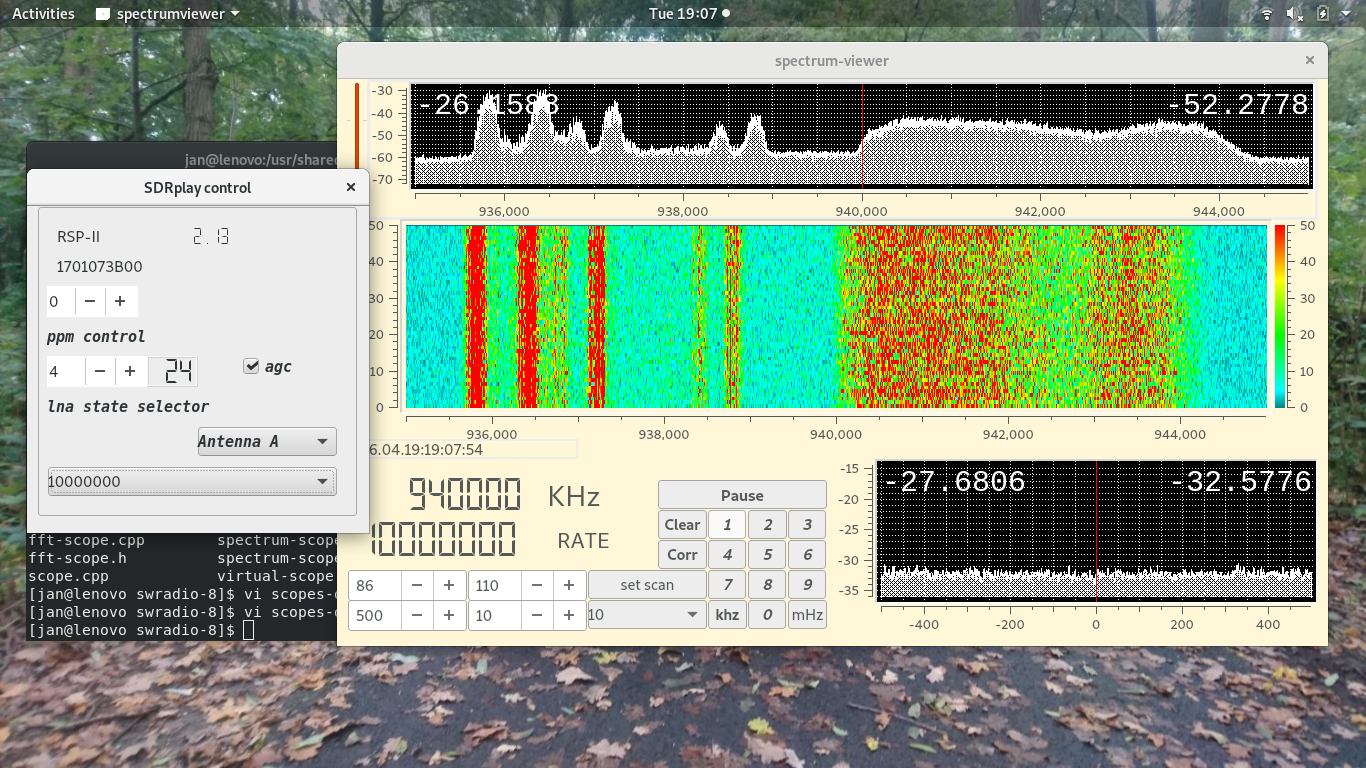 Activities spectrumviewer Tue 19:07
spectrum-viewer
-30
-40
-50
-60
-70
-26.1588 -52.2778
936,000 938,000 940,000 942,000 944,000
jan@lenovo:/usr/shared
SDRplay control
RSP-II 2.13
1701073B00
0
ppm control
4 24 agc
lna state selector
Antenna A
10000000
50
40
30
20
10
0
50
40
30
20
10
0
936,000 938,000 940,000 942,000 944,000
6.04.19:19:07:54
940000 KHz
10000000 RATE
86 110 set scan
500 10 10
Pause
Clear 1 2 3
Corr 4 5 6
7 8 9
khz 0 mHz
-15
-20
-25
-30
-35
-27.6806 -32.5776
-400 -200 0 200 400
fft-scope.cpp spectrum-scope
fft-scope.h spectrum-scope
scope.cpp virtual-scope
[jan@lenovo swradio-8]$ vi scopes-
[jan@lenovo swradio-8]$ vi scopes-
[jan@lenovo swradio-8]$